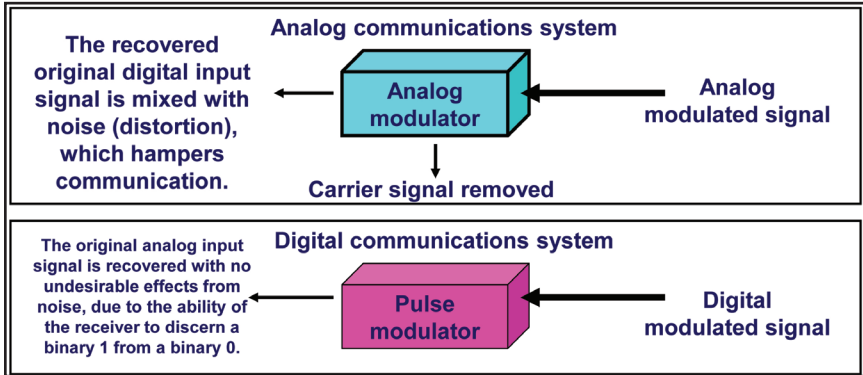 Analog communications system
The recovered
original digital input
signal is mixed with
noise (distortion),
which hampers
communication.
Analog
modulator
Analog
modulated signal
Carrier signal removed
Digital communications system
The original analog input
signal is recovered with no
undesirable effects from
noise, due to the ability of
the receiver to discern a
binary 1 from a binary 0.
Pulse
modulator
Digital
modulated signal